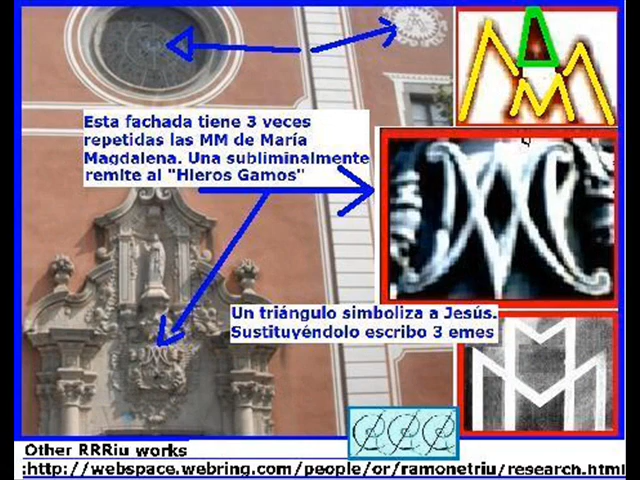 Esta fachada tiene 3 veces
repetidas las MM de María
Magdalena. Una subliminalmente
remite al "Hieros Gamos"
Un triángulo simboliza a Jesús.
Sustituyéndolo escribo 3 emes
Other RRRiu works
:http://webspace.webring.com/people/or/ramonetriu/research.html